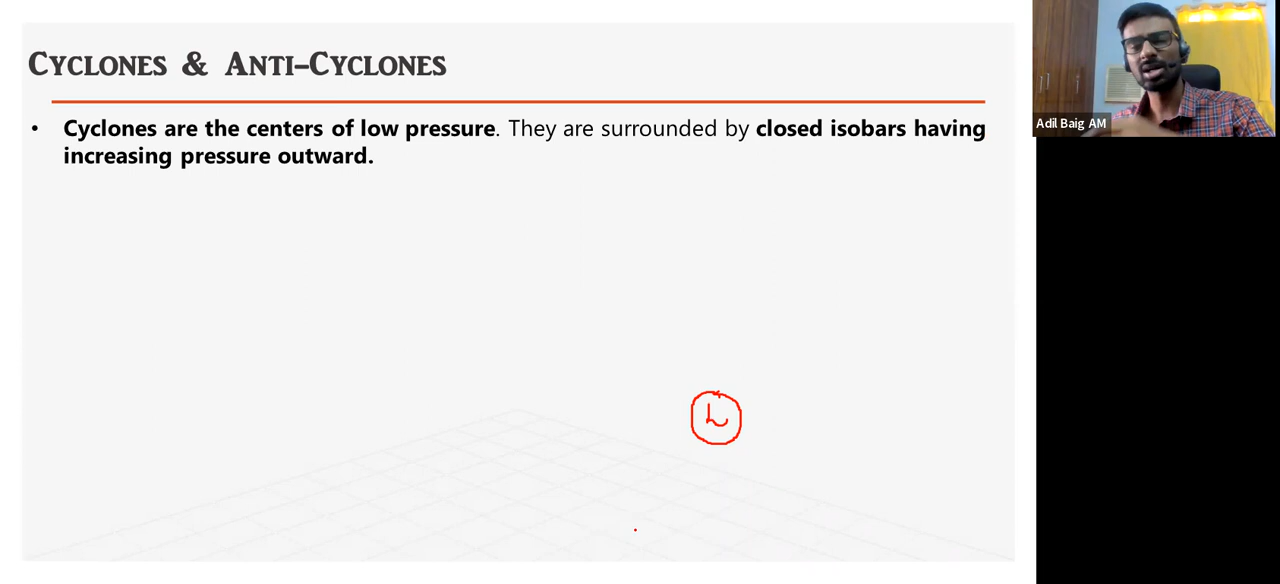 Cyclones & Anti-Cyclones
• Cyclones are the centers of low pressure. They are surrounded by closed isobars having
increasing pressure outward.
L
Adil Baig AM